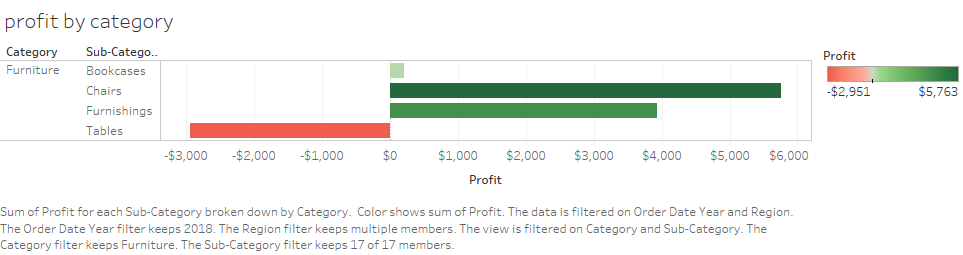 profit by category
Category Sub-Catego.. Profit
Furniture Bookcases
Chairs -$2,951 $5,763
Furnishings
Tables
-$3,000 -$2,000 -$1,000 $0 $1,000 $2,000 $3,000 $4,000 $5,000 $6,000
Profit
Sum of Profit for each Sub-Category broken down by Category. Color shows sum of Profit. The data is filtered on Order Date Year and Region.
The Order Date Year filter keeps 2018. The Region filter keeps multiple members. The view is filtered on Category and Sub-Category. The
Category filter keeps Furniture. The Sub-Category filter keeps 17 of 17 members.